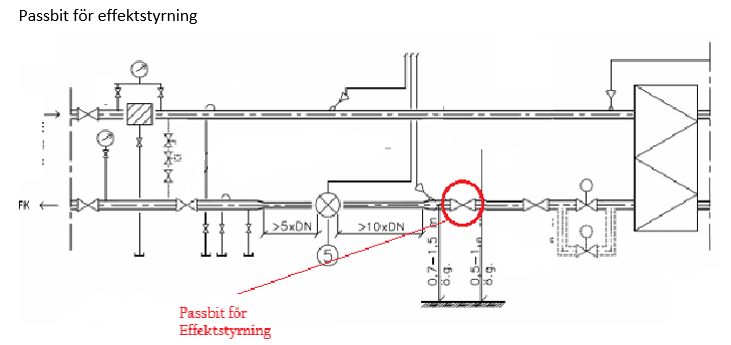 Passbit för effektstyrning
FK
>5xDN
>10xDN
5
0,7-1,5 m
ö.g.
0,5-1 m
ö.g.
Passbit för
Effektstyrning